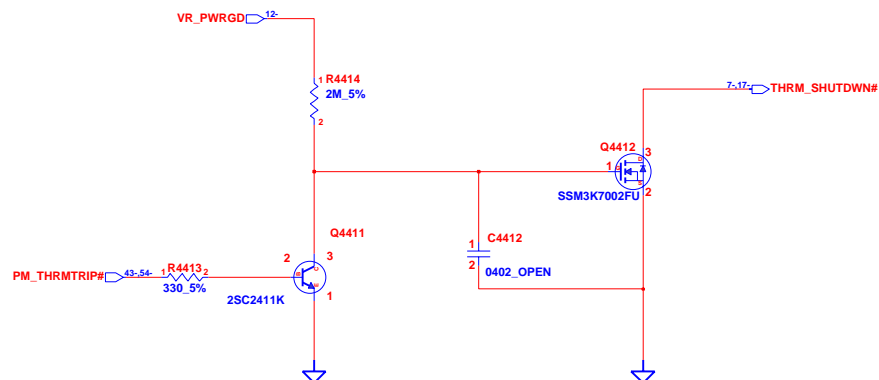 VR_PWRGD 12-
1 R4414
2M_5%
2
7-,17- THRM_SHUTDWN#
Q4412
3
1 G D S
2
SSM3K7002FU
Q4411
C4412
1
2
0402_OPEN
PM_THRMTRIP# 43-,54-
1 R4413 2
330_5%
2 3
B C E
1
2SC2411K